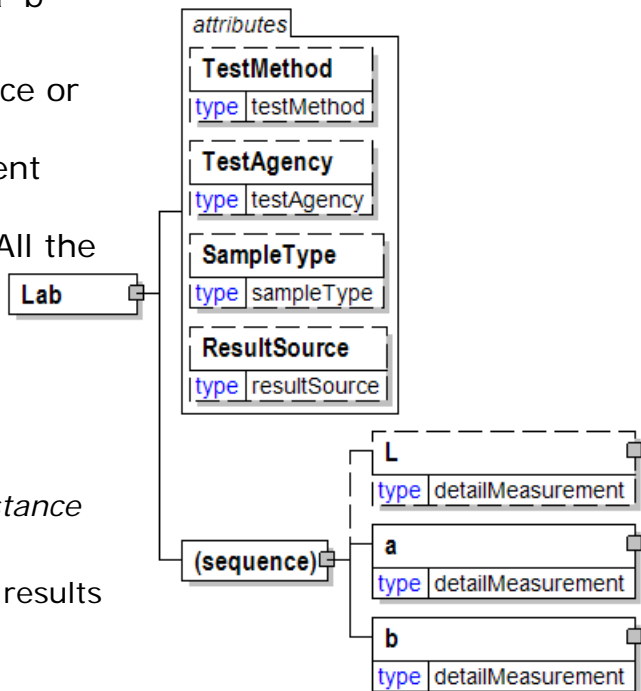 b
ce or
ent
All the
stance
results
Lab
attributes
TestMethod
type testMethod
TestAgency
type testAgency
SampleType
type sampleType
ResultSource
type resultSource
(sequence)
L
type detailMeasurement
a
type detailMeasurement
b
type detailMeasurement